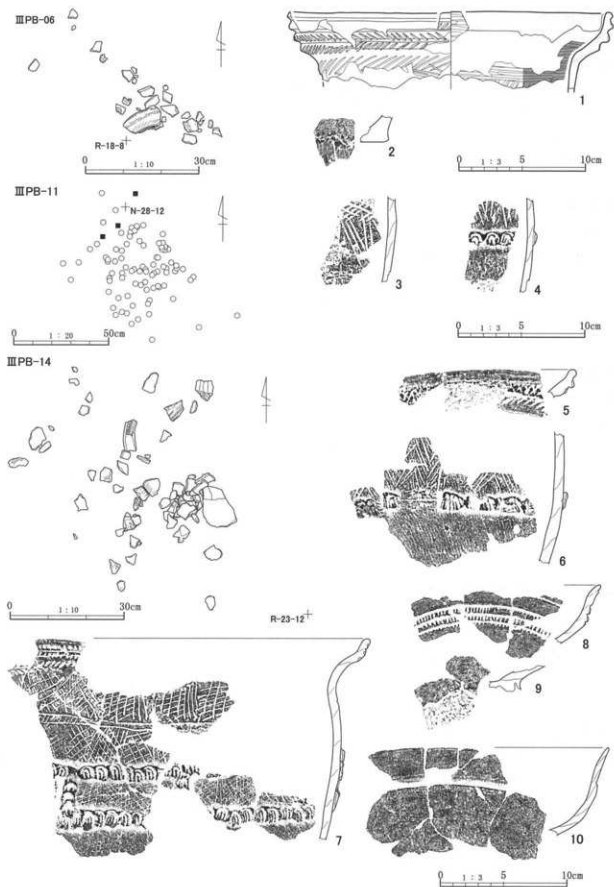 ⅢPB-06
R-18-8
0 1:10 30cm
1
2
0 1:3 5 10cm
ⅢPB-11
N-28-12
0 1:20 50cm
3
4
0 1:3 5 10cm
ⅢPB-14
0 1:10 30cm
R-23-12
5
6
7
8
9
10
0 1:3 5 10cm